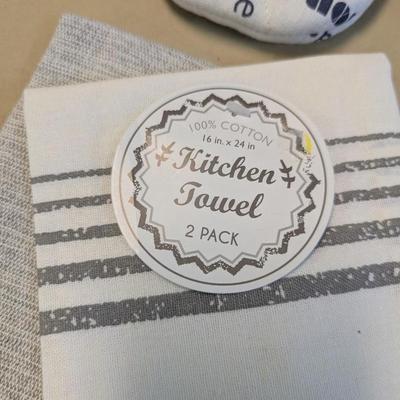 100% COTTON
16 in. x 24 in
Kitchen
Towel
2 PACK